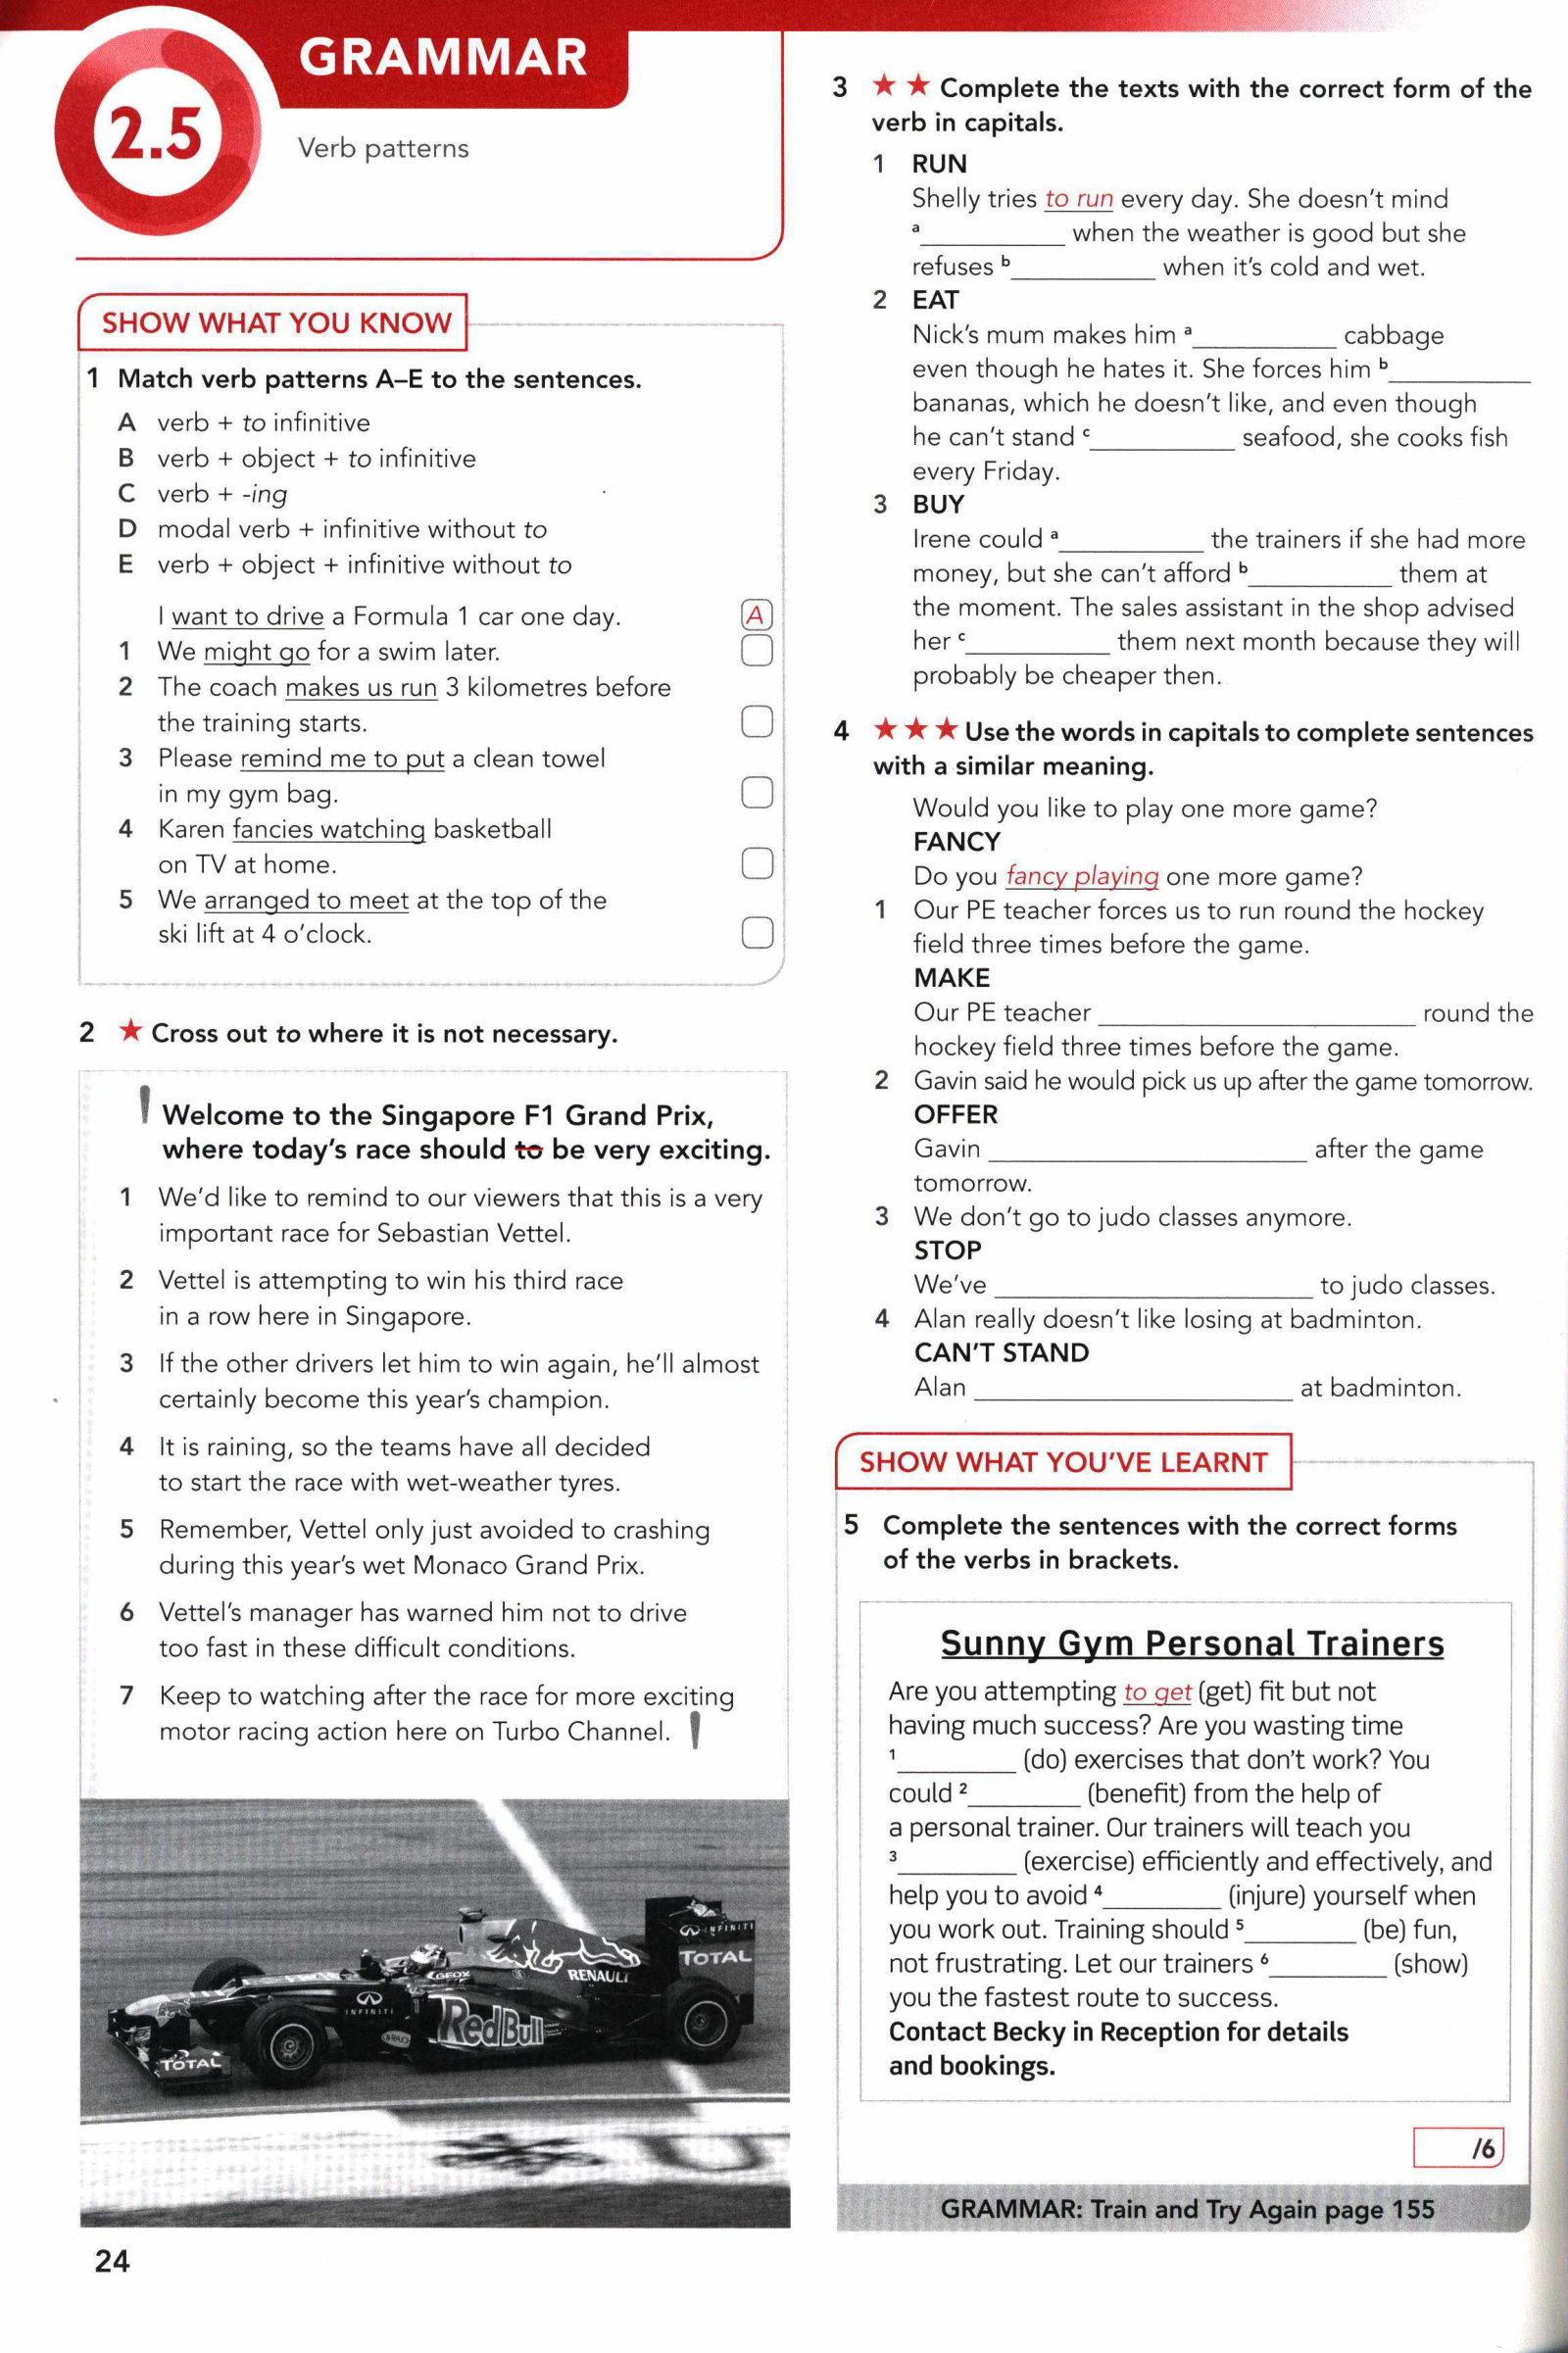 GRAMMAR
2.5
Verb patterns
SHOW WHAT YOU KNOW
1 Match verb patterns A–E to the sentences.
A verb + to infinitive
B verb + object + to infinitive
C verb + -ing
D modal verb + infinitive without to
E verb + object + infinitive without to
I want to drive a Formula 1 car one day. A
1 We might go for a swim later.
2 The coach makes us run 3 kilometres before
the training starts.
3 Please remind me to put a clean towel
in my gym bag.
4 Karen fancies watching basketball
on TV at home.
5 We arranged to meet at the top of the
ski lift at 4 o'clock.
2 ★ Cross out to where it is not necessary.
Welcome to the Singapore F1 Grand Prix,
where today's race should to be very exciting.
1 We'd like to remind to our viewers that this is a very
important race for Sebastian Vettel.
2 Vettel is attempting to win his third race
in a row here in Singapore.
3 If the other drivers let him to win again, he'll almost
certainly become this year's champion.
4 It is raining, so the teams have all decided
to start the race with wet-weather tyres.
5 Remember, Vettel only just avoided to crashing
during this year's wet Monaco Grand Prix.
6 Vettel's manager has warned him not to drive
too fast in these difficult conditions.
7 Keep to watching after the race for more exciting
motor racing action here on Turbo Channel.
INFINITI
TOTAL
GEOX
RENAULT
INFINITI
RedBull
TOTAL
24
3 ★ ★ Complete the texts with the correct form of the
verb in capitals.
1 RUN
Shelly tries to run every day. She doesn't mind
a__________ when the weather is good but she
refuses b__________ when it's cold and wet.
2 EAT
Nick's mum makes him a__________ cabbage
even though he hates it. She forces him b__________
bananas, which he doesn't like, and even though
he can't stand c__________ seafood, she cooks fish
every Friday.
3 BUY
Irene could a__________ the trainers if she had more
money, but she can't afford b__________ them at
the moment. The sales assistant in the shop advised
her c__________ them next month because they will
probably be cheaper then.
4 ★ ★ ★ Use the words in capitals to complete sentences
with a similar meaning.
Would you like to play one more game?
FANCY
Do you fancy playing one more game?
1 Our PE teacher forces us to run round the hockey
field three times before the game.
MAKE
Our PE teacher ______________________ round the
hockey field three times before the game.
2 Gavin said he would pick us up after the game tomorrow.
OFFER
Gavin ______________________ after the game
tomorrow.
3 We don't go to judo classes anymore.
STOP
We've ______________________ to judo classes.
4 Alan really doesn't like losing at badminton.
CAN'T STAND
Alan ______________________ at badminton.
SHOW WHAT YOU'VE LEARNT
5 Complete the sentences with the correct forms
of the verbs in brackets.
Sunny Gym Personal Trainers
Are you attempting to get (get) fit but not
having much success? Are you wasting time
1________ (do) exercises that don't work? You
could 2________ (benefit) from the help of
a personal trainer. Our trainers will teach you
3________ (exercise) efficiently and effectively, and
help you to avoid 4________ (injure) yourself when
you work out. Training should 5________ (be) fun,
not frustrating. Let our trainers 6________ (show)
you the fastest route to success.
Contact Becky in Reception for details
and bookings.
/6
GRAMMAR: Train and Try Again page 155